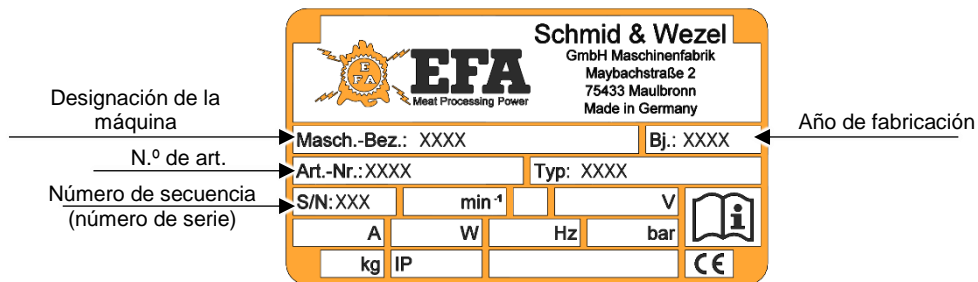 Schmid & Wezel
GmbH Maschinenfabrik
Maybachstraße 2
75433 Maulbronn
Made in Germany
E
FA
EFA
Meat Processing Power
Designación de la
máquina
Masch.-Bez.: XXXX
Bj.: XXXX
Año de fabricación
N.º de art.
Art.-Nr.:XXXX
Typ: XXXX
Número de secuencia
(número de serie)
S/N:XXX
min⁻¹
V
i
A
W
Hz
bar
kg
IP
CE